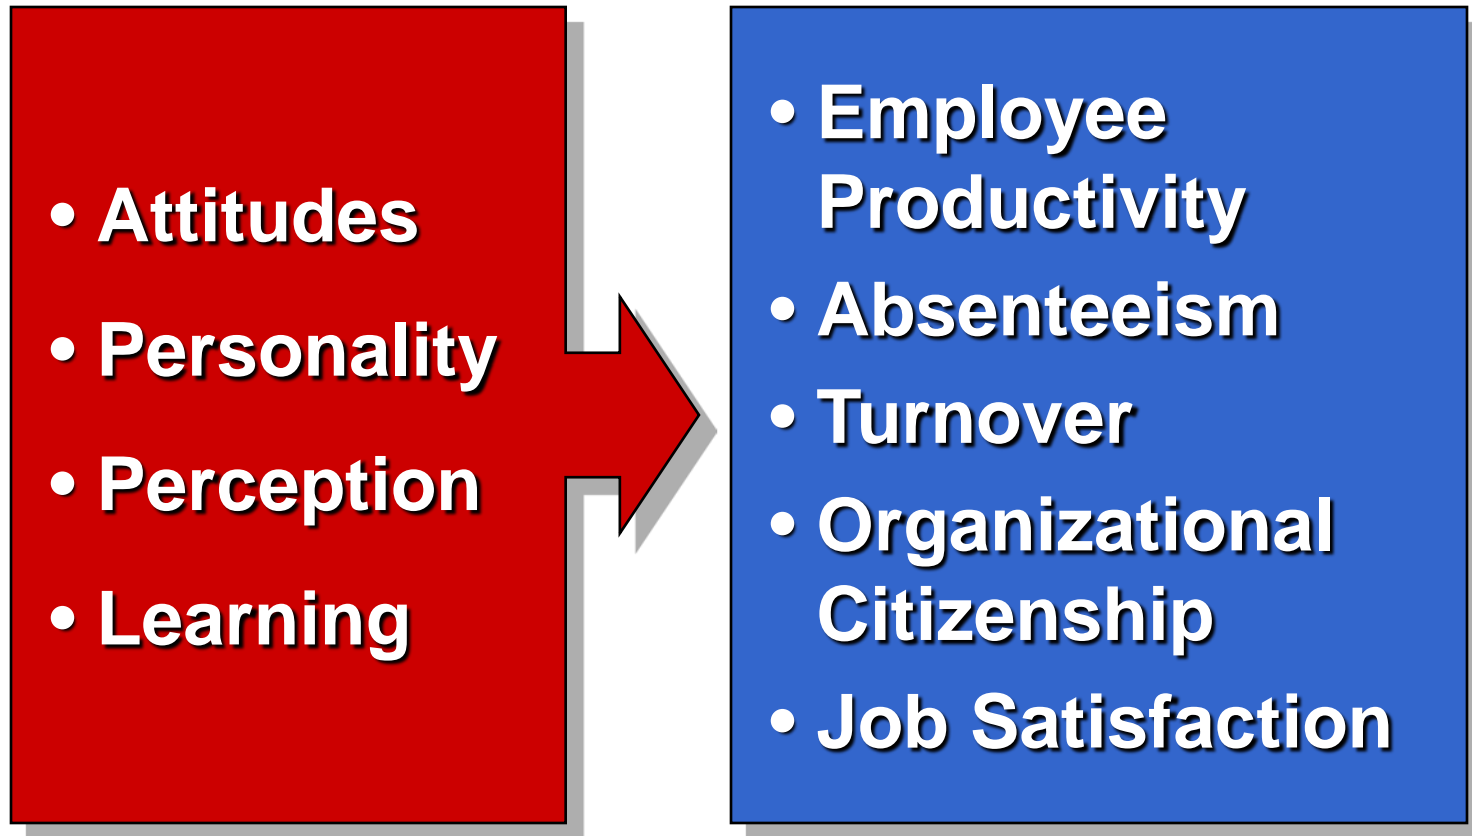 • Attitudes
• Personality
• Perception
• Learning
• Employee
Productivity
• Absenteeism
• Turnover
• Organizational
Citizenship
• Job Satisfaction